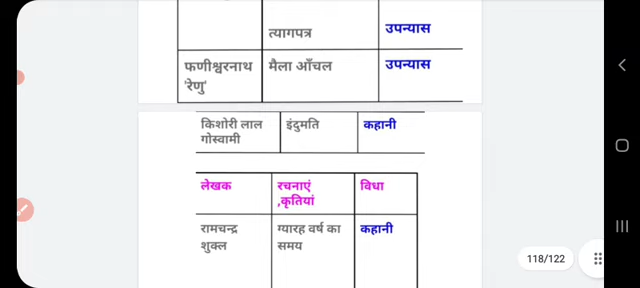 त्यागपत्र उपन्यास
फणीश्वरनाथ मैला आँचल उपन्यास
'रेणु'
किशोरी लाल इंदुमति कहानी
गोस्वामी
लेखक रचनाएं विधा
,कृतियां
रामचन्द्र ग्यारह वर्ष का कहानी
शुक्ल समय
118/122